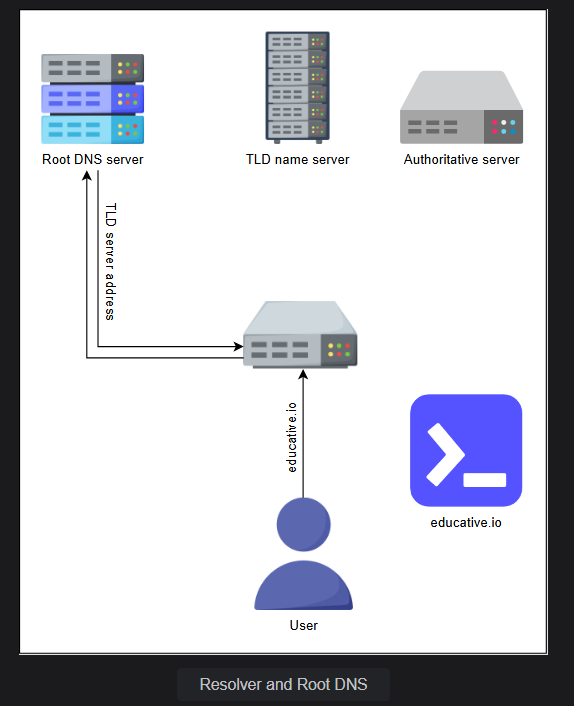 Root DNS server
TLD name server
Authoritative server
TLD server address
educative.io
educative.io
User
Resolver and Root DNS